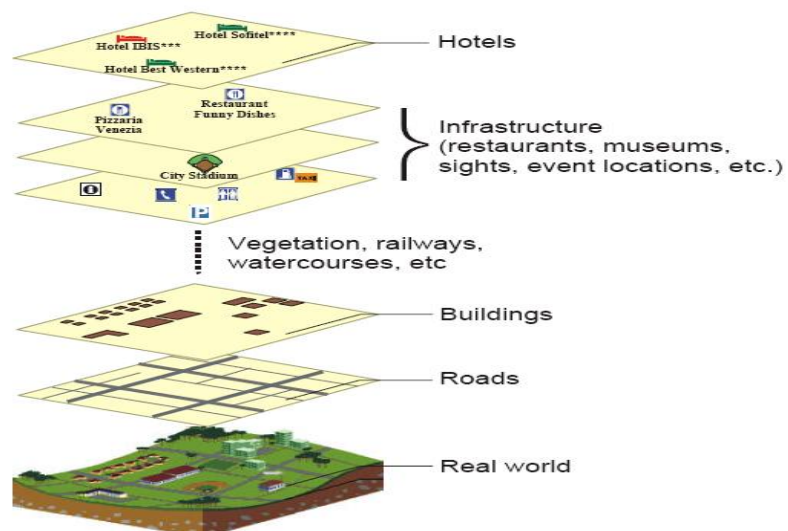 Hotel Sofitel****
Hotel IBIS***
Hotel Best Western****
Hotels
Restaurant
Funny Dishes
Pizzaria
Venezia
Infrastructure
(restaurants, museums,
sights, event locations, etc.)
City Stadium
TAXI
P
Vegetation, railways,
watercourses, etc
Buildings
Roads
Real world